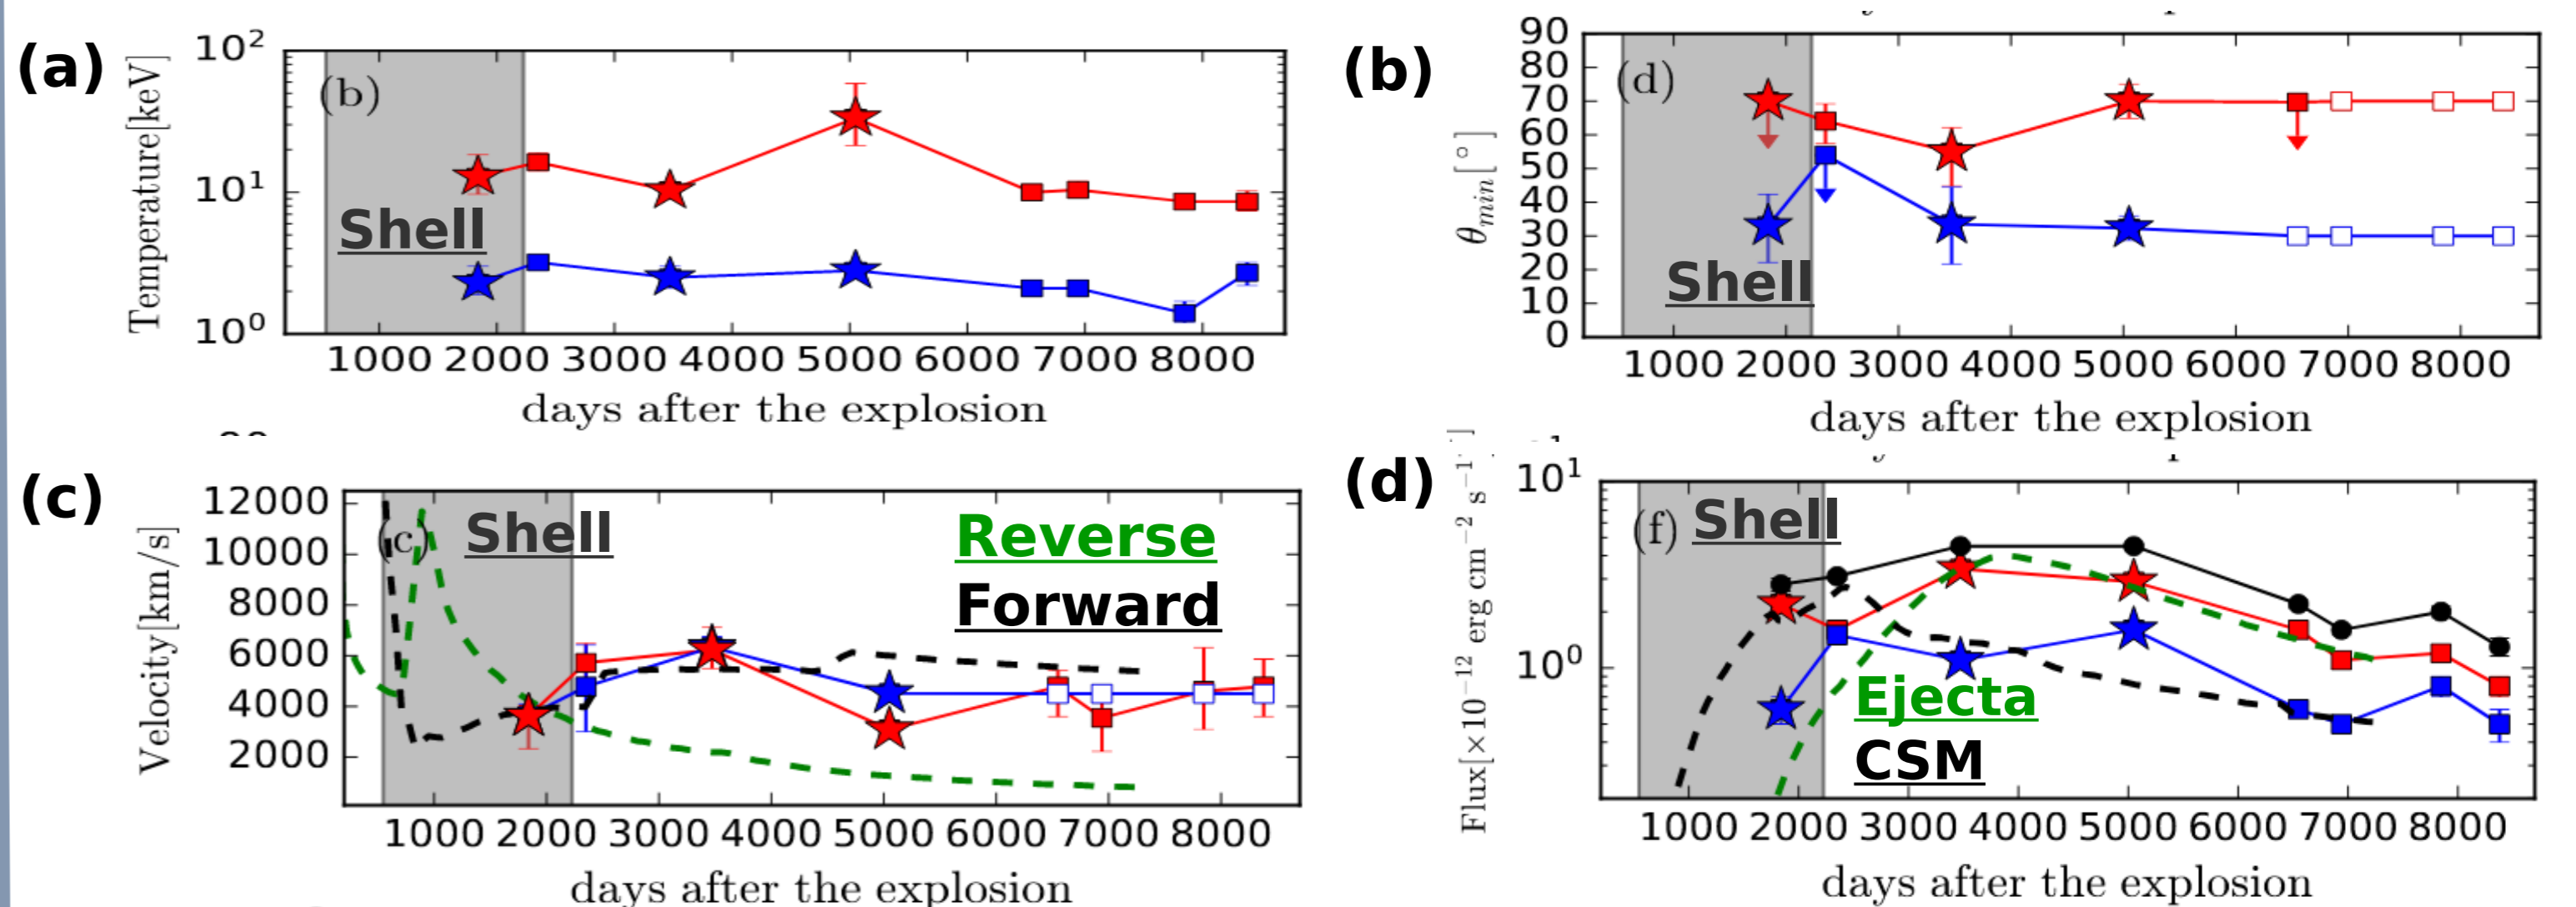 (a)
Temperature[keV]
10²
10¹
10⁰
(b)
Shell
1000 2000 3000 4000 5000 6000 7000 8000
days after the explosion
(b)
θ_min[°]
90
80
70
60
50
40
30
20
10
0
(d)
Shell
1000 2000 3000 4000 5000 6000 7000 8000
days after the explosion
(c)
Velocity[km/s]
12000
10000
8000
6000
4000
2000
(c)
Shell
Reverse
Forward
1000 2000 3000 4000 5000 6000 7000 8000
days after the explosion
(d)
Flux[×10⁻¹² erg cm⁻² s⁻¹]
10¹
10⁰
(f)
Shell
Ejecta
CSM
1000 2000 3000 4000 5000 6000 7000 8000
days after the explosion